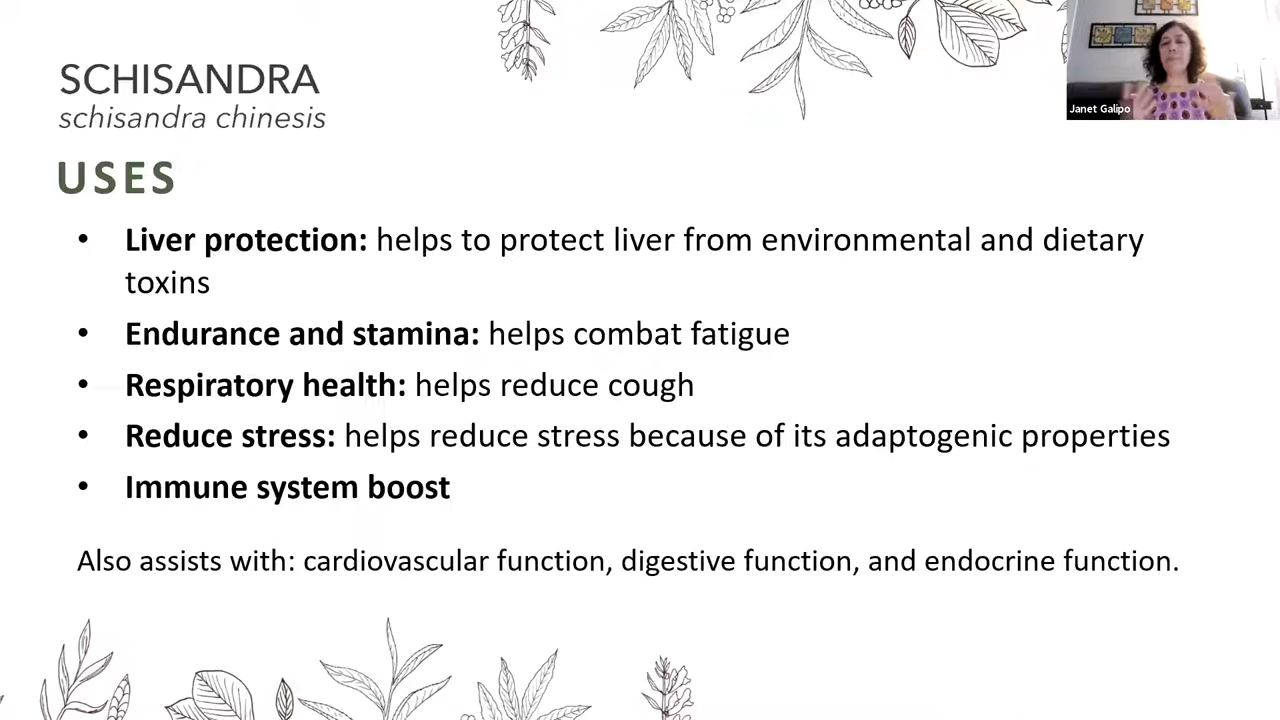 SCHISANDRA
schisandra chinesis
Janet Galipo
USES
• Liver protection: helps to protect liver from environmental and dietary
toxins
• Endurance and stamina: helps combat fatigue
• Respiratory health: helps reduce cough
• Reduce stress: helps reduce stress because of its adaptogenic properties
• Immune system boost
Also assists with: cardiovascular function, digestive function, and endocrine function.